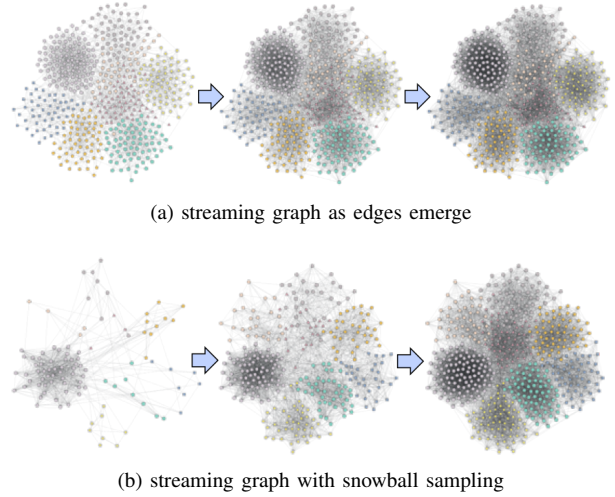 (a) streaming graph as edges emerge
(b) streaming graph with snowball sampling